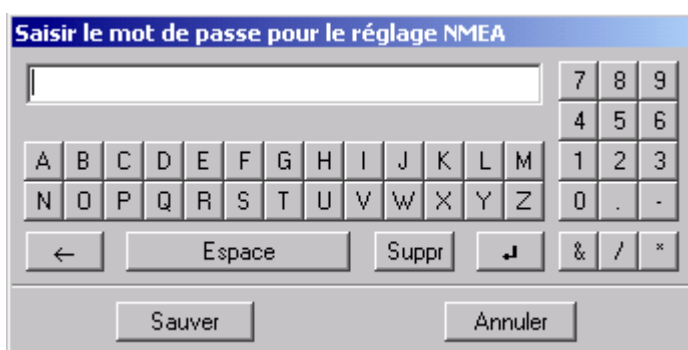 Saisir le mot de passe pour le réglage NMEA
7 8 9
4 5 6
A B C D E F G H I J K L M 1 2 3
N O P Q R S T U V W X Y Z 0 . -
← Espace Suppr ↵ & / *
Sauver Annuler